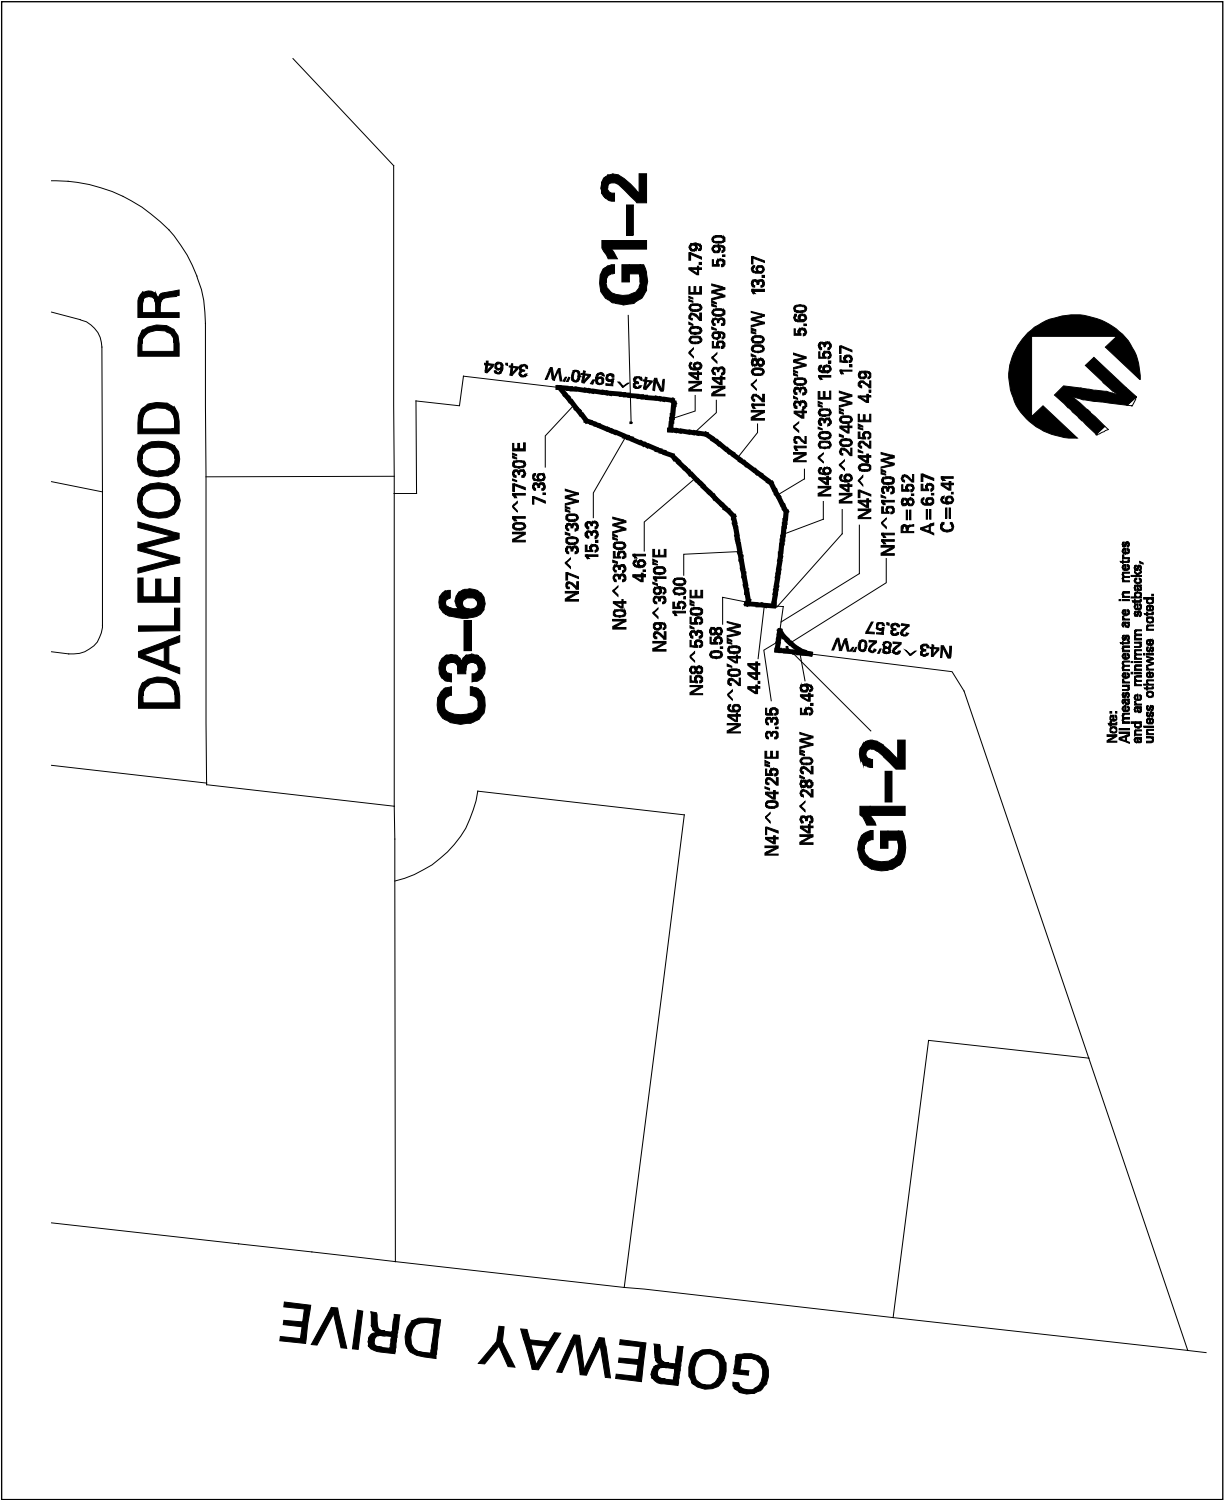 DALEWOOD DR
C3–6
G1–2
34.64
N43^59'40"W
N01^17'30"E
7.36
N27^30'30"W
15.33
N04^33'50"W
4.61
N29^39'10"E
15.00
N58^53'50"E
0.58
N46^20'40"W
4.44
N47^04'25"E 3.35
N43^28'20"W 5.49
N46^00'20"E 4.79
N43^59'30"W 5.90
N12^08'00"W 13.67
N12^43'30"W 5.60
N46^00'30"E 16.53
N46^20'40"W 1.57
N47^04'25"E 4.29
N11^51'30"W
R=8.52
A=6.57
C=6.41
23.57
N43^28'20"W
G1–2
GOREWAY DRIVE
N
Note:
All measurements are in metres
and are minimum setbacks,
unless otherwise noted.